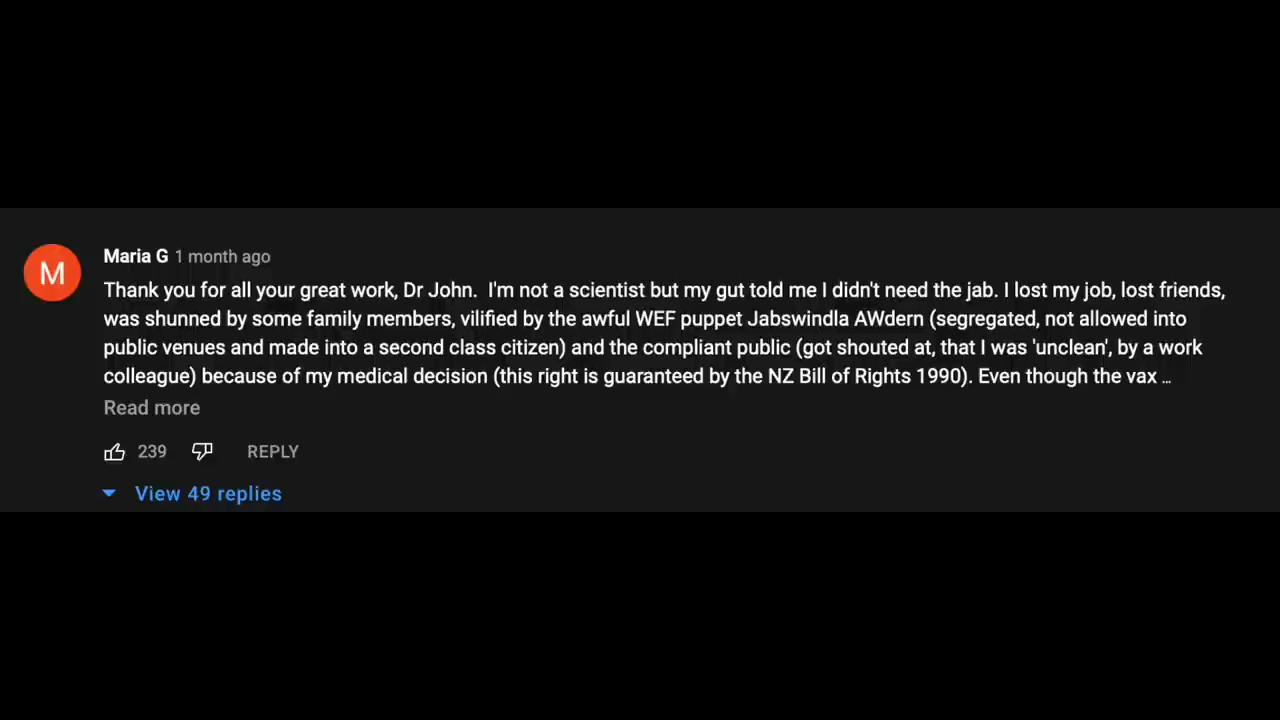 M
Maria G 1 month ago
Thank you for all your great work, Dr John.  I'm not a scientist but my gut told me I didn't need the jab. I lost my job, lost friends,
was shunned by some family members, vilified by the awful WEF puppet Jabswindla AWdern (segregated, not allowed into
public venues and made into a second class citizen) and the compliant public (got shouted at, that I was 'unclean', by a work
colleague) because of my medical decision (this right is guaranteed by the NZ Bill of Rights 1990). Even though the vax ...
Read more
239 REPLY
View 49 replies